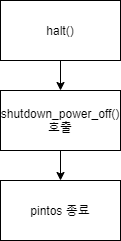 halt()
shutdown_power_off()
호출
pintos 종료